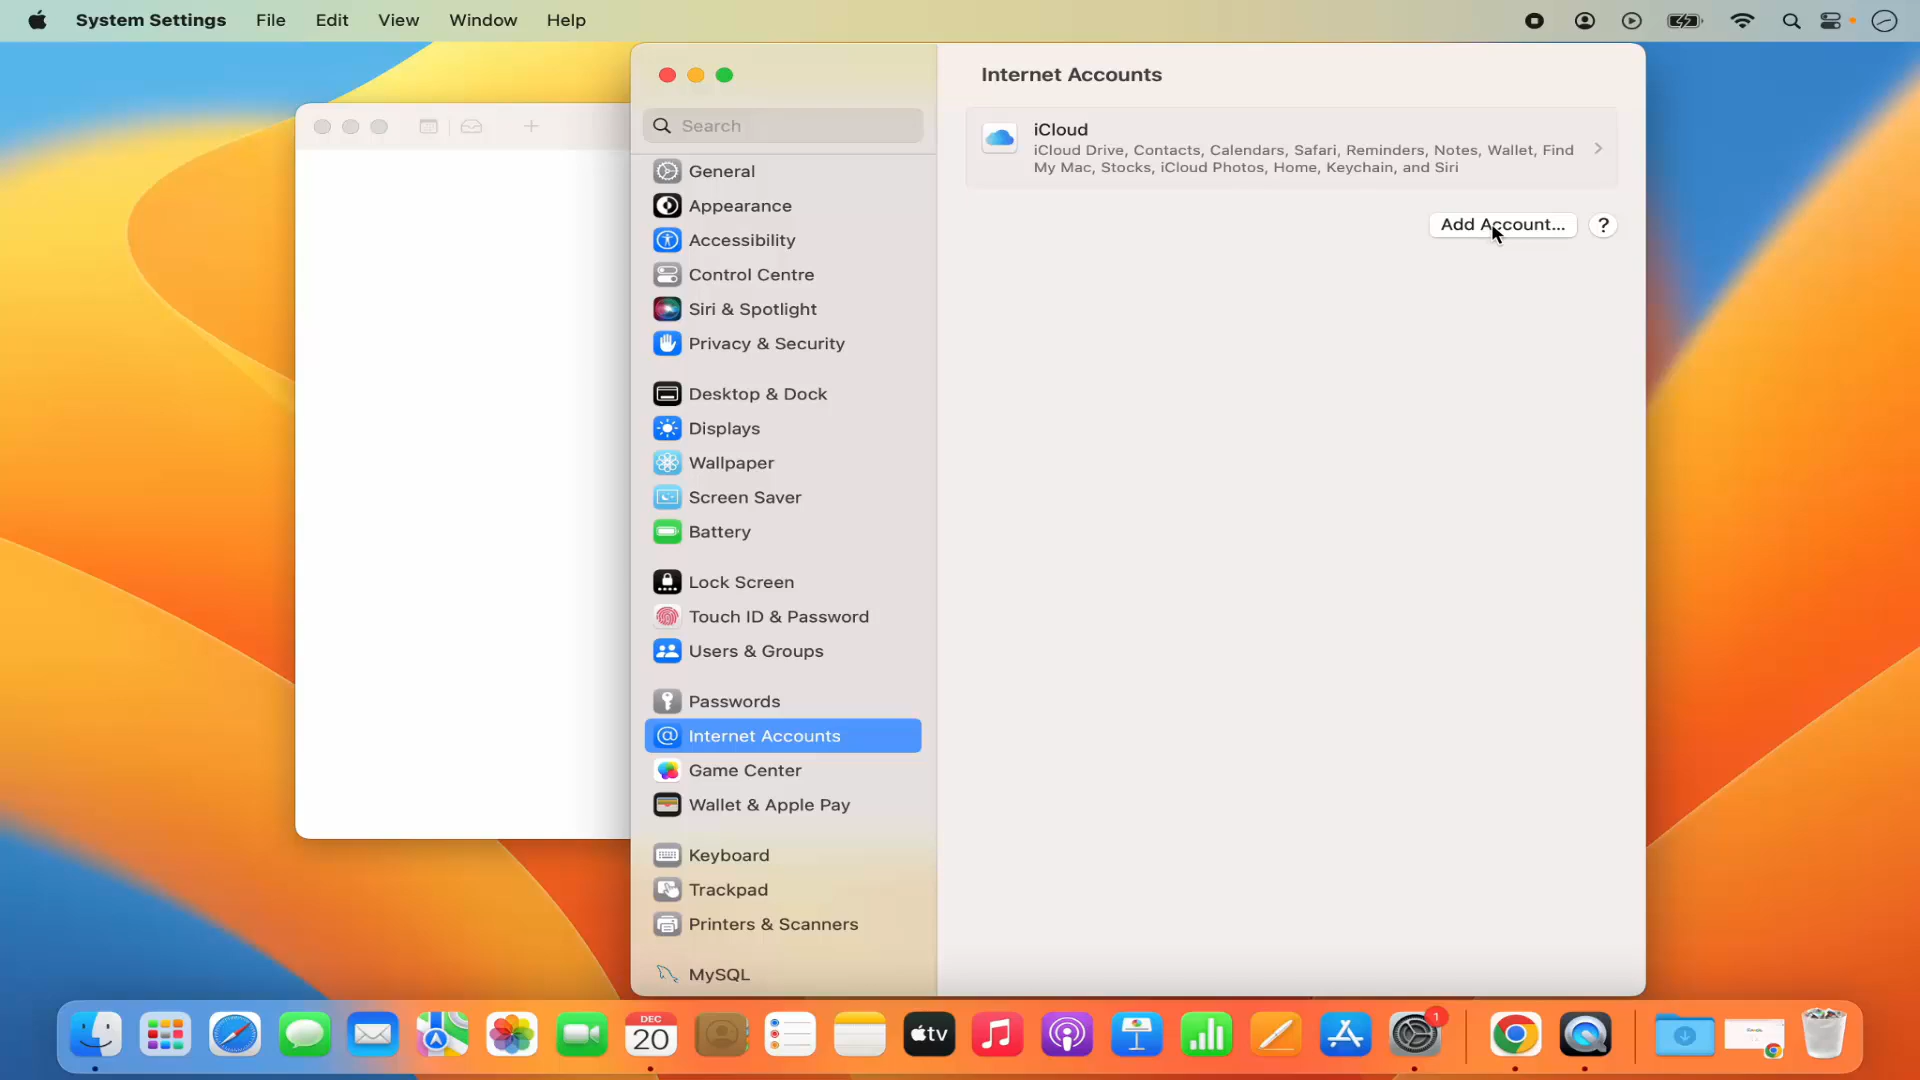 System Settings File Edit View Window Help
Internet Accounts
Search
iCloud
iCloud Drive, Contacts, Calendars, Safari, Reminders, Notes, Wallet, Find
My Mac, Stocks, iCloud Photos, Home, Keychain, and Siri
Add Account... ?
General
Appearance
Accessibility
Control Centre
Siri & Spotlight
Privacy & Security
Desktop & Dock
Displays
Wallpaper
Screen Saver
Battery
Lock Screen
Touch ID & Password
Users & Groups
Passwords
@ Internet Accounts
Game Center
Wallet & Apple Pay
Keyboard
Trackpad
Printers & Scanners
MySQL
DEC
20
tv
1